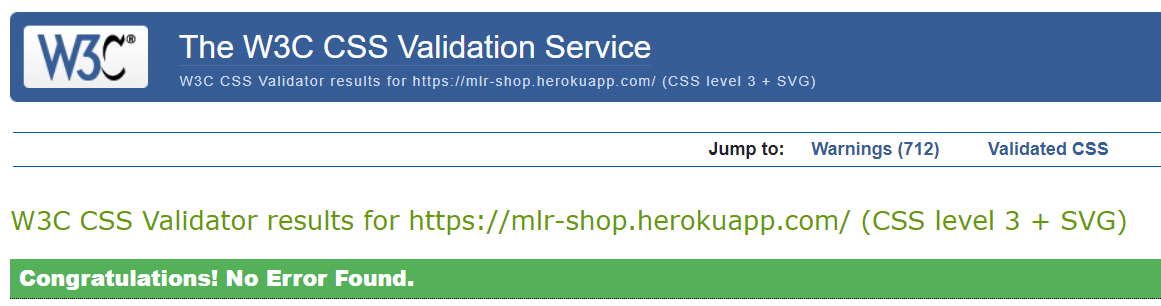 W3C®
The W3C CSS Validation Service
W3C CSS Validator results for https://mlr-shop.herokuapp.com/ (CSS level 3 + SVG)
Jump to: Warnings (712) Validated CSS
W3C CSS Validator results for https://mlr-shop.herokuapp.com/ (CSS level 3 + SVG)
Congratulations! No Error Found.